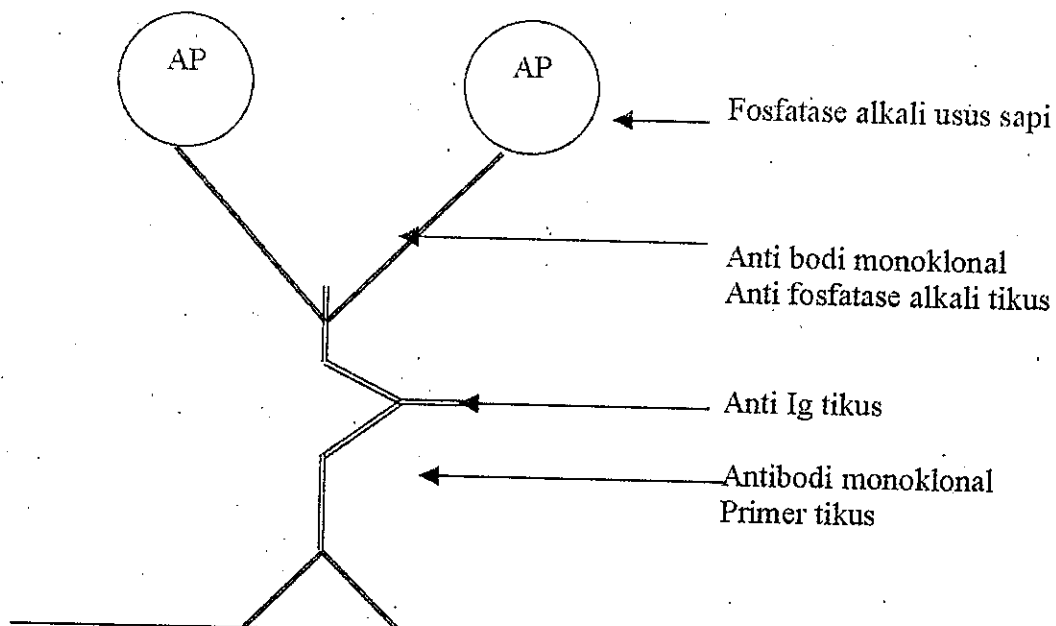 AP
AP
Fosfatase alkali usus sapi
Anti bodi monoklonal
Anti fosfatase alkali tikus
Anti Ig tikus
Antibodi monoklonal
Primer tikus